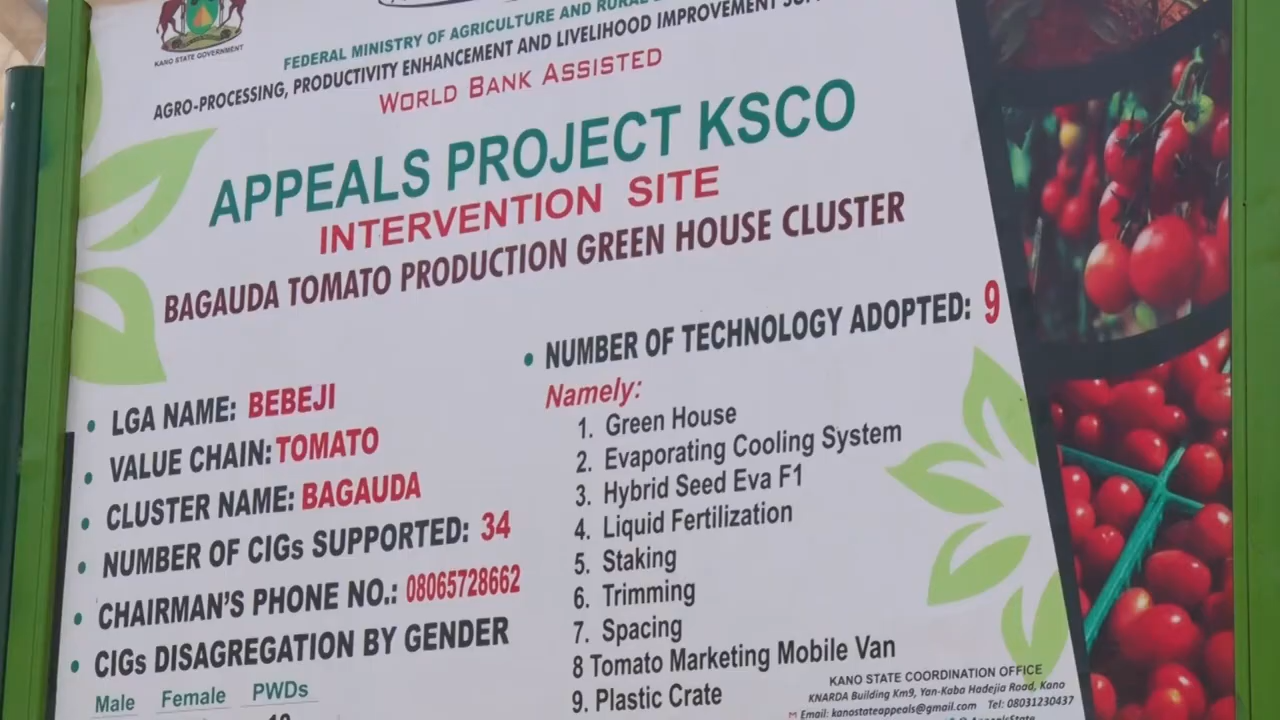 KANO STATE GOVERNMENT
FEDERAL MINISTRY OF AGRICULTURE AND RURAL
AGRO-PROCESSING, PRODUCTIVITY ENHANCEMENT AND LIVELIHOOD IMPROVEMENT
WORLD BANK ASSISTED
APPEALS PROJECT KSCO
INTERVENTION SITE
BAGAUDA TOMATO PRODUCTION GREEN HOUSE CLUSTER
• LGA NAME: BEBEJI
• VALUE CHAIN: TOMATO
• CLUSTER NAME: BAGAUDA
• NUMBER OF CIGs SUPPORTED: 34
• CHAIRMAN'S PHONE NO.: 08065728662
• CIGs DISAGREGATION BY GENDER
Male Female PWDs
• NUMBER OF TECHNOLOGY ADOPTED: 9
Namely:
1. Green House
2. Evaporating Cooling System
3. Hybrid Seed Eva F1
4. Liquid Fertilization
5. Staking
6. Trimming
7. Spacing
8 Tomato Marketing Mobile Van
9. Plastic Crate
KANO STATE COORDINATION OFFICE
KNARDA Building Km9, Yan-Kaba Hadejia Road, Kano
Email: kanostateappeals@gmail.com Tel: 08031230437